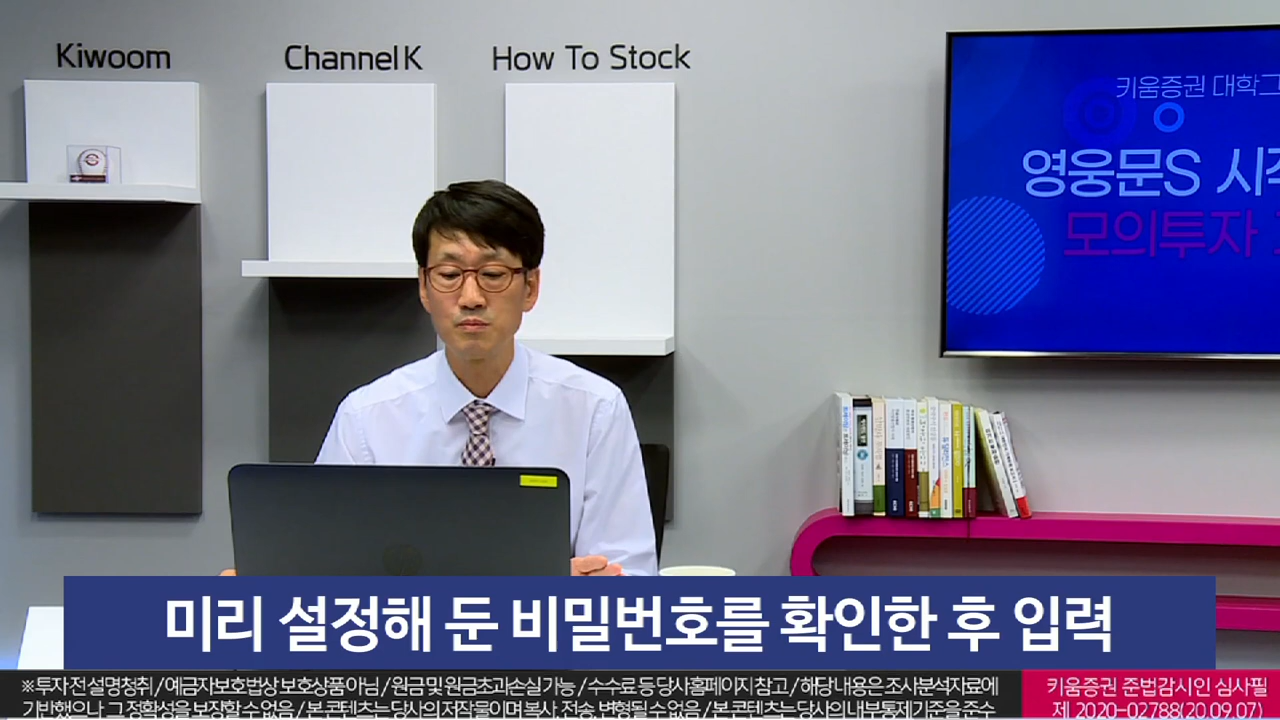 Kiwoom
Channel K
How To Stock
키움증권 대학그
영웅문S 시작
모의투자
미리 설정해 둔 비밀번호를 확인한 후 입력
※투자 전 설명청취 / 예금자보호법상 보호상품 아님 / 원금 및 원금초과손실 가능 / 수수료 등 당사 홈페이지 참고 / 해당 내용은 조사분석자료에
기반했으나 그 정확성을 보장할 수 없음 / 본 콘텐츠는 당사의 저작물이며 복사, 전송, 변형될 수 없음 / 본 콘텐츠는 당사의 내부통제기준을 준수
키움증권 준법감시인 심사필
제 2020-02788(20.09.07)